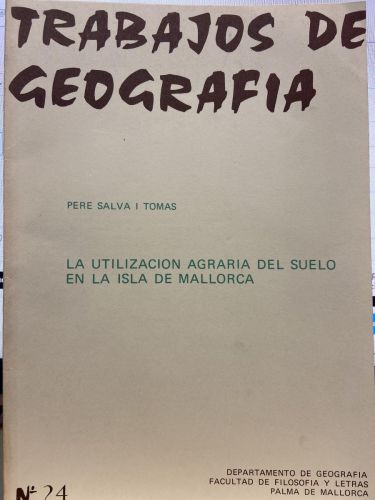 TRABAJOS DE
GEOGRAFIA
PERE SALVA I TOMAS
LA UTILIZACION AGRARIA DEL SUELO
EN LA ISLA DE MALLORCA
DEPARTAMENTO DE GEOGRAFIA
FACULTAD DE FILOSOFIA Y LETRAS
PALMA DE MALLORCA
Nº 24